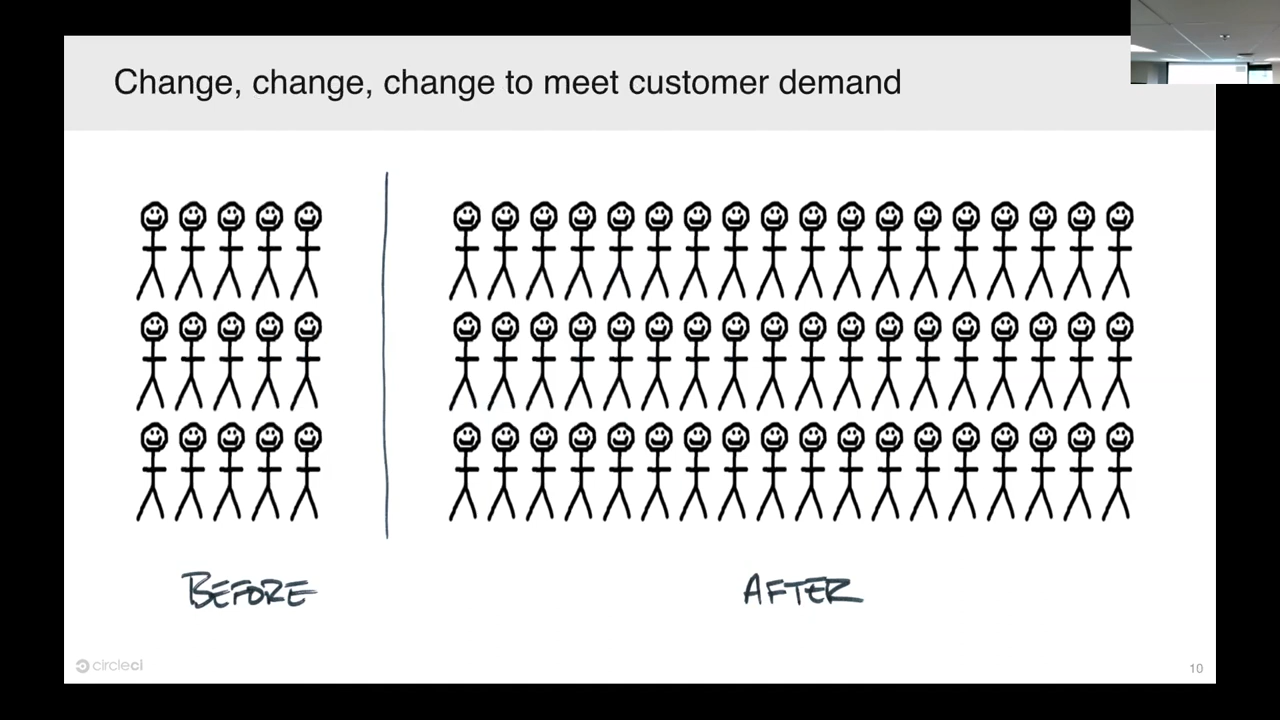 Change, change, change to meet customer demand
BEFORE
AFTER
circleci
10